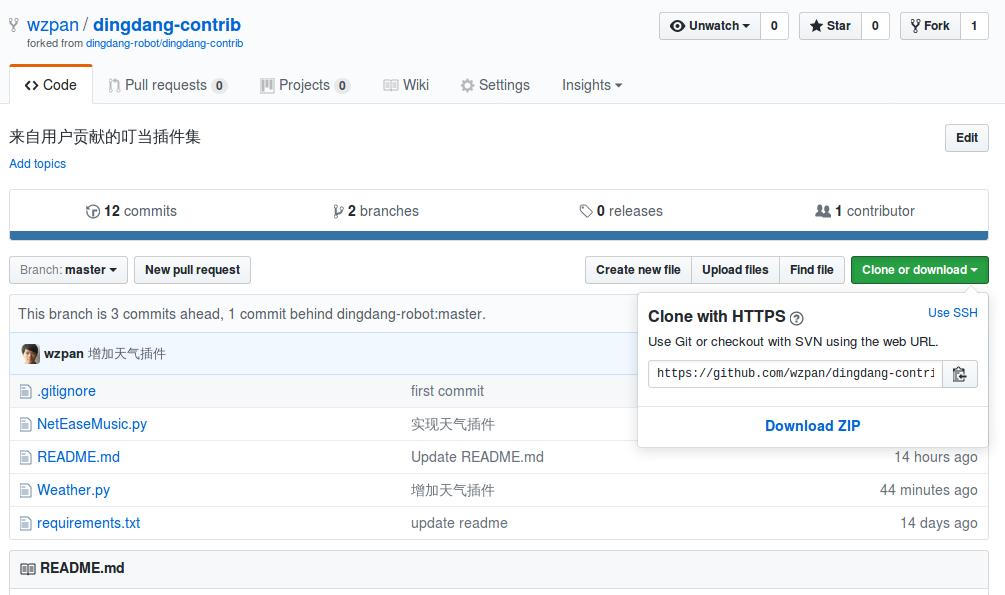 wzpan / dingdang-contrib
forked from dingdang-robot/dingdang-contrib
Unwatch 0 Star 0 Fork 1
Code Pull requests 0 Projects 0 Wiki Settings Insights
来自用户贡献的叮当插件集 Edit
Add topics
12 commits 2 branches 0 releases 1 contributor
Branch: master New pull request Create new file Upload files Find file Clone or download
This branch is 3 commits ahead, 1 commit behind dingdang-robot:master.
wzpan 增加天气插件
.gitignore first commit
NetEaseMusic.py 实现天气插件
README.md Update README.md 14 hours ago
Weather.py 增加天气插件 44 minutes ago
requirements.txt update readme 14 days ago
Clone with HTTPS ? Use SSH
Use Git or checkout with SVN using the web URL.
https://github.com/wzpan/dingdang-contri
Download ZIP
README.md